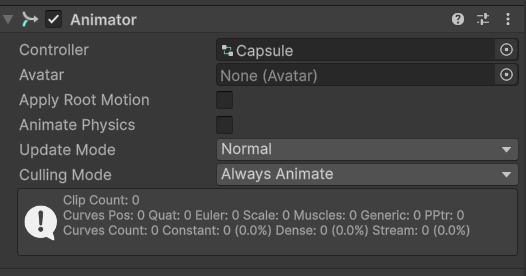 Animator
Controller
Capsule
Avatar
None (Avatar)
Apply Root Motion
Animate Physics
Update Mode
Normal
Culling Mode
Always Animate
Clip Count: 0
Curves Pos: 0 Quat: 0 Euler: 0 Scale: 0 Muscles: 0 Generic: 0 PPtr: 0
Curves Count: 0 Constant: 0 (0.0%) Dense: 0 (0.0%) Stream: 0 (0.0%)